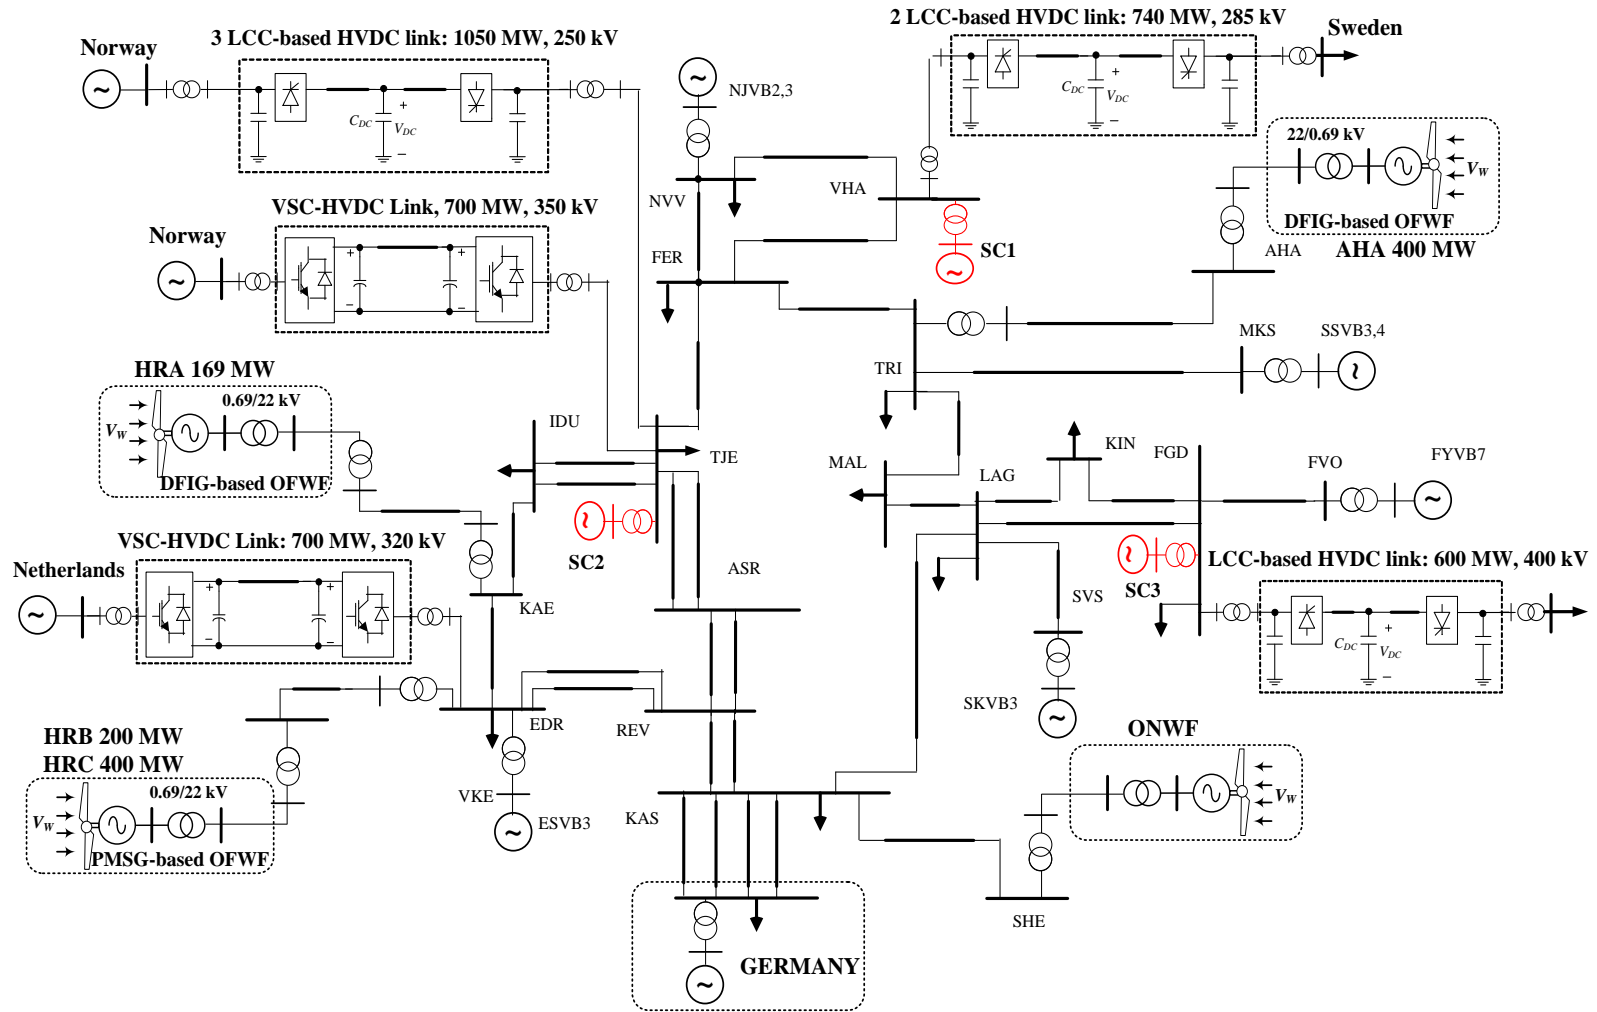 2 LCC-based HVDC link: 740 MW, 285 kV
Sweden
3 LCC-based HVDC link: 1050 MW, 250 kV
Norway
C_DC
+
V_DC
−
C_DC
+
V_DC
−
NJVB2,3
22/0.69 kV
V_W
DFIG-based OFWF
AHA 400 MW
AHA
VHA
NVV
SC1
FER
VSC-HVDC Link, 700 MW, 350 kV
Norway
+
−
+
−
MKS
SSVB3,4
TRI
HRA 169 MW
0.69/22 kV
V_W
DFIG-based OFWF
IDU
TJE
MAL
LAG
KIN
FGD
FVO
FYVB7
SC2
ASR
KAE
SVS
SC3
LCC-based HVDC link: 600 MW, 400 kV
C_DC
+
V_DC
−
VSC-HVDC Link: 700 MW, 320 kV
Netherlands
+
−
+
−
SKVB3
EDR
REV
HRB 200 MW
HRC 400 MW
0.69/22 kV
V_W
PMSG-based OFWF
VKE
ESVB3
KAS
ONWF
V_W
SHE
GERMANY